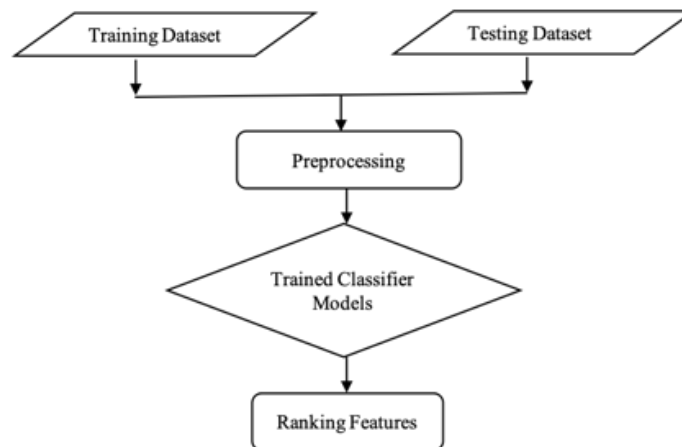 Training Dataset
Testing Dataset
Preprocessing
Trained Classifier
Models
Ranking Features